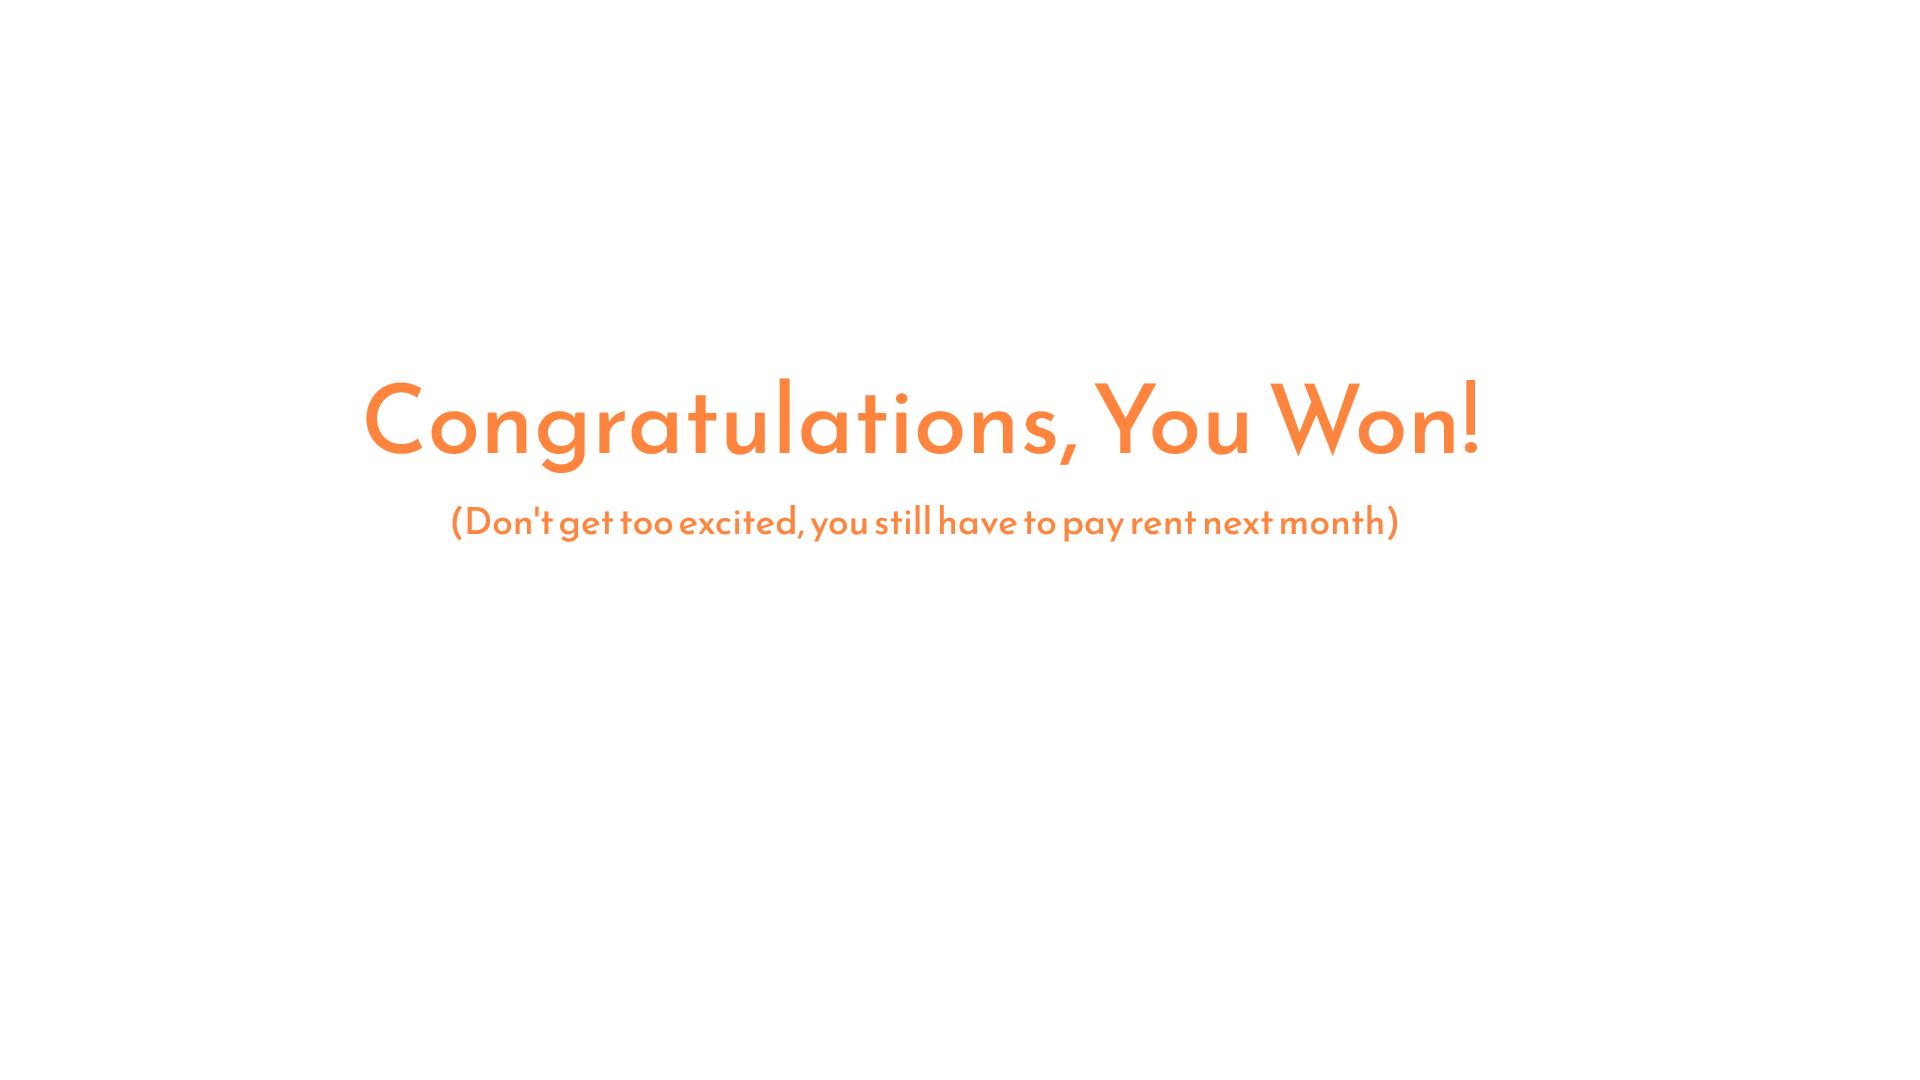 Congratulations, You Won!
(Don't get too excited, you still have to pay rent next month)